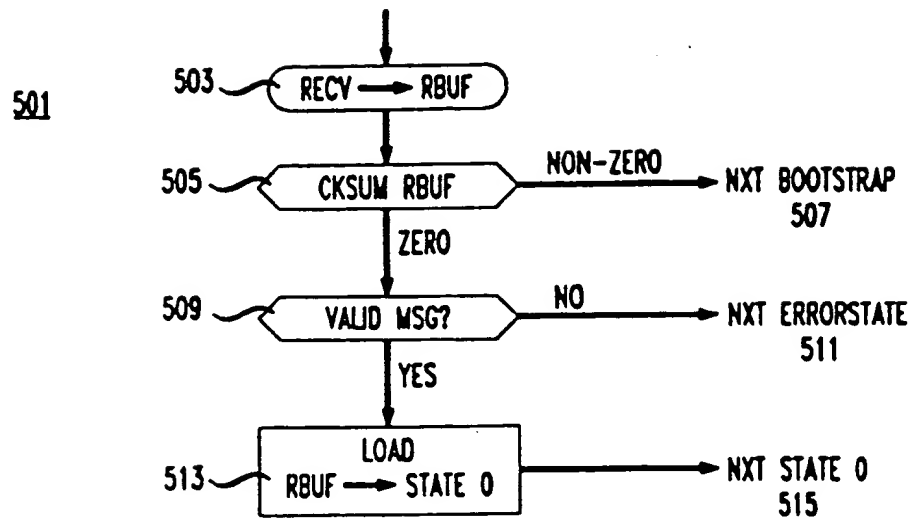 501
503
RECV → RBUF
505
CKSUM RBUF
NON-ZERO
NXT BOOTSTRAP
507
ZERO
509
VALID MSG?
NO
NXT ERRORSTATE
511
YES
513
LOAD
RBUF → STATE 0
NXT STATE 0
515